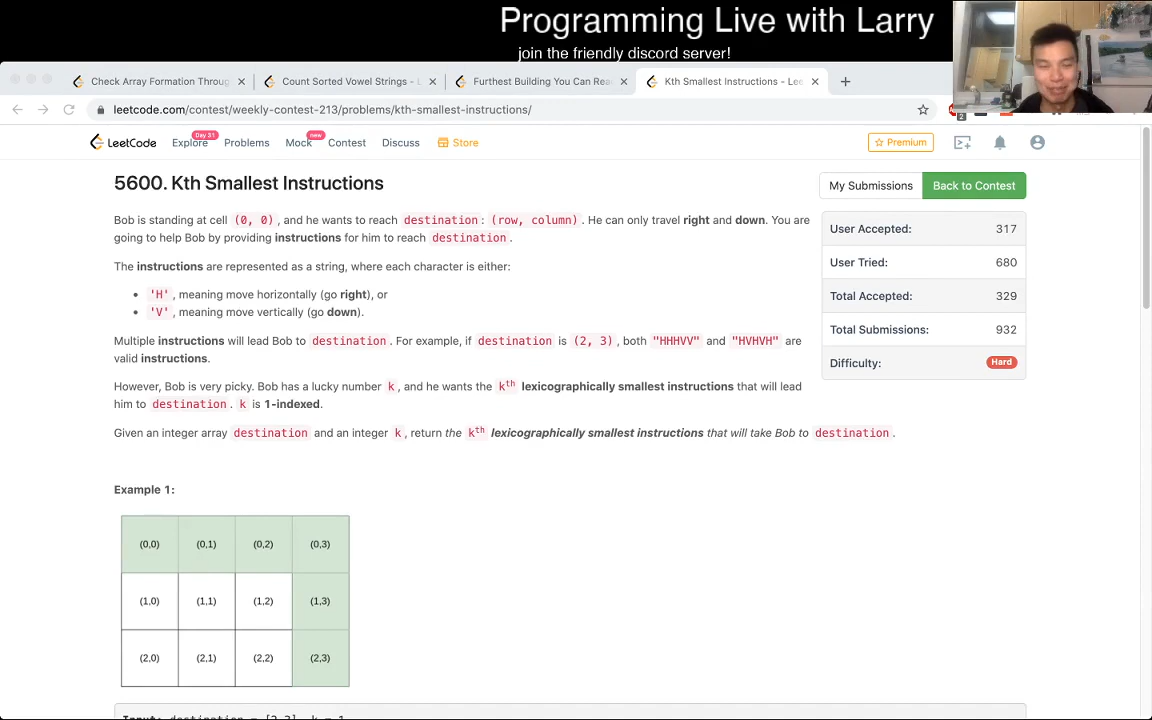 Programming Live with Larry
join the friendly discord server!
Check Array Formation Throug
Count Sorted Vowel Strings - L
Furthest Building You Can Rea
Kth Smallest Instructions - Lee
leetcode.com/contest/weekly-contest-213/problems/kth-smallest-instructions/
2
LeetCode
Explore
Day 31
Problems
Mock
new
Contest
Discuss
Store
Premium
5600. Kth Smallest Instructions
My Submissions
Back to Contest
Bob is standing at cell (0, 0), and he wants to reach destination: (row, column). He can only travel right and down. You are
going to help Bob by providing instructions for him to reach destination.
The instructions are represented as a string, where each character is either:
• 'H', meaning move horizontally (go right), or
• 'V', meaning move vertically (go down).
Multiple instructions will lead Bob to destination. For example, if destination is (2, 3), both "HHHVV" and "HVHVH" are
valid instructions.
However, Bob is very picky. Bob has a lucky number k, and he wants the kth lexicographically smallest instructions that will lead
him to destination. k is 1-indexed.
Given an integer array destination and an integer k, return the kth lexicographically smallest instructions that will take Bob to destination.
User Accepted: 317
User Tried: 680
Total Accepted: 329
Total Submissions: 932
Difficulty: Hard
Example 1:
(0,0) (0,1) (0,2) (0,3)
(1,0) (1,1) (1,2) (1,3)
(2,0) (2,1) (2,2) (2,3)
Input: destination = [2,3], k = 1